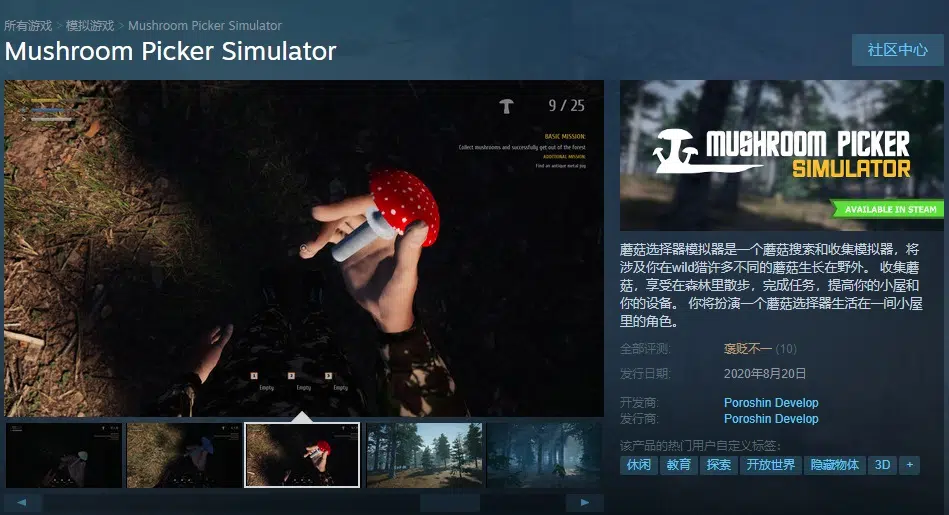 所有游戏 > 模拟游戏 > Mushroom Picker Simulator
Mushroom Picker Simulator
社区中心
9 / 25
BASIC MISSION:
Collect mushrooms and successfully get out of the forest
ADDITIONAL MISSION:
Find an antique metal jug
1 2 3
Empty Empty Empty
MUSHROOM PICKER
SIMULATOR
AVAILABLE IN STEAM
蘑菇选择器模拟器是一个蘑菇搜索和收集模拟器，将
涉及你在wild猎许多不同的蘑菇生长在野外。 收集蘑
菇，享受在森林里散步，完成任务，提高你的小屋和
你的设备。 你将扮演一个蘑菇选择器生活在一间小屋
里的角色。
全部评测: 褒贬不一 (10)
发行日期: 2020年8月20日
开发商: Poroshin Develop
发行商: Poroshin Develop
该产品的热门用户自定义标签：
休闲 教育 探索 开放世界 隐藏物体 3D +